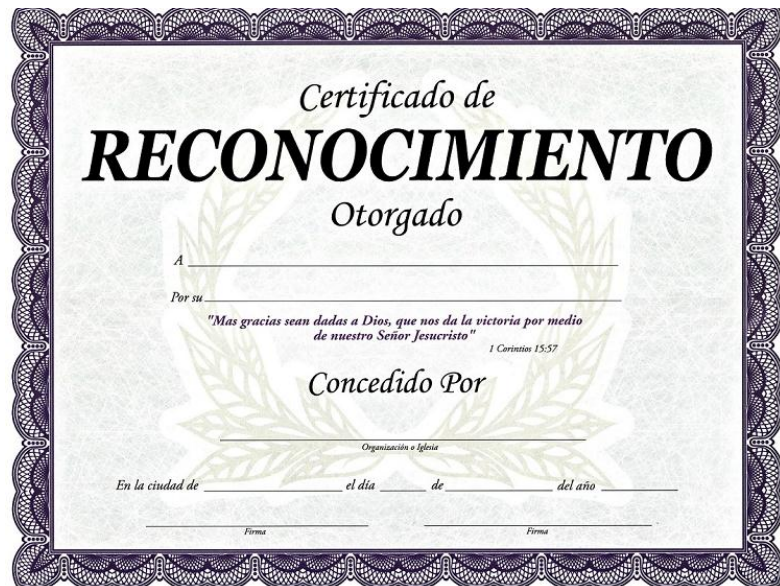 Certificado de
RECONOCIMIENTO
Otorgado
A
Por su
"Mas gracias sean dadas a Dios, que nos da la victoria por medio
de nuestro Señor Jesucristo"
1 Corintios 15:57
Concedido Por
Organización o Iglesia
En la ciudad de el día de del año
Firma Firma